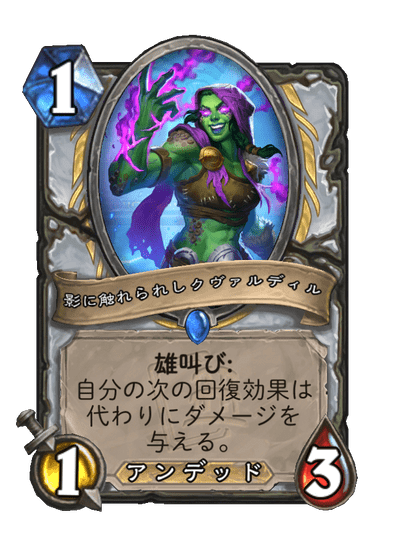 1
影に触れられしクヴァルディル
雄叫び:
自分の次の回復効果は
代わりにダメージを
与える。
1
アンデッド
3